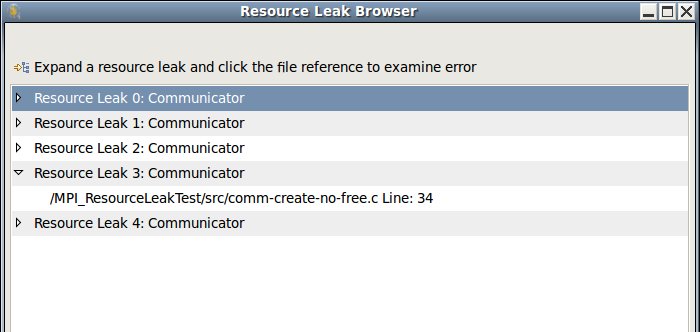 Resource Leak Browser
Expand a resource leak and click the file reference to examine error
Resource Leak 0: Communicator
Resource Leak 1: Communicator
Resource Leak 2: Communicator
Resource Leak 3: Communicator
/MPI_ResourceLeakTest/src/comm-create-no-free.c Line: 34
Resource Leak 4: Communicator